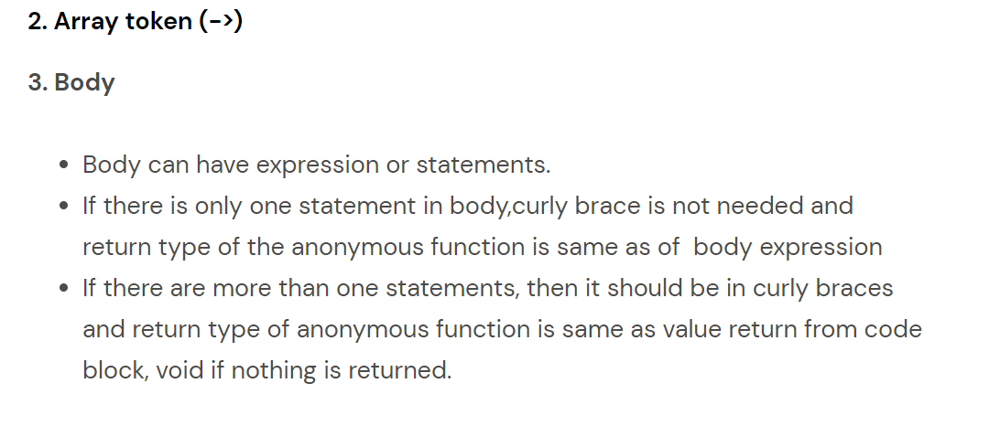 2. Array token (->)
3. Body
• Body can have expression or statements.
• If there is only one statement in body,curly brace is not needed and
return type of the anonymous function is same as of  body expression
• If there are more than one statements, then it should be in curly braces
and return type of anonymous function is same as value return from code
block, void if nothing is returned.